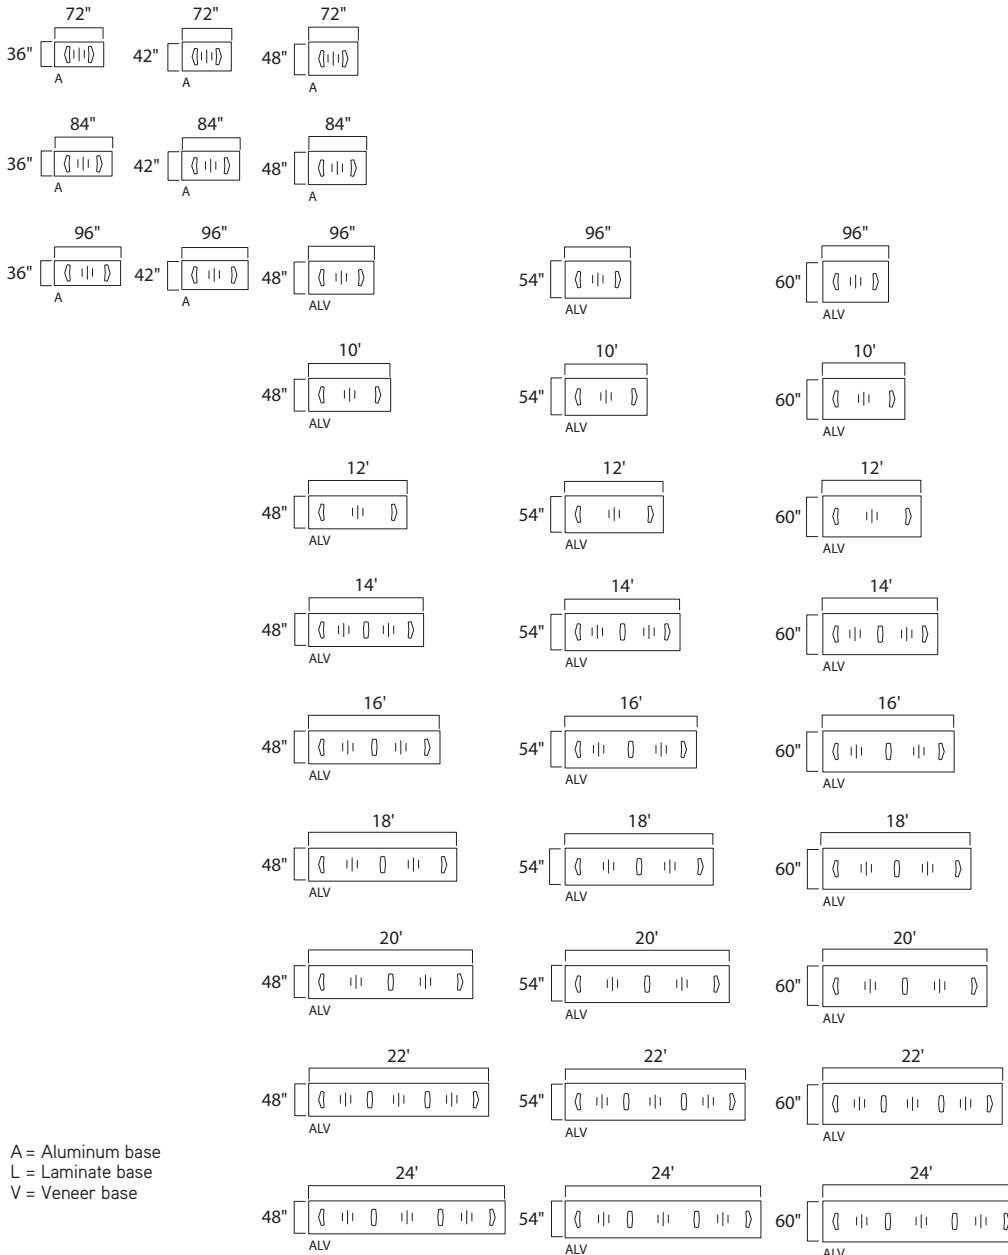 72" 72" 72"
36" 42" 48"
A A A
84" 84" 84"
36" 42" 48"
A A A
96" 96" 96" 96" 96"
36" 42" 48" 54" 60"
A A ALV ALV ALV
10' 10' 10'
48" 54" 60"
ALV ALV ALV
12' 12' 12'
48" 54" 60"
ALV ALV ALV
14' 14' 14'
48" 54" 60"
ALV ALV ALV
16' 16' 16'
48" 54" 60"
ALV ALV ALV
18' 18' 18'
48" 54" 60"
ALV ALV ALV
20' 20' 20'
48" 54" 60"
ALV ALV ALV
22' 22' 22'
48" 54" 60"
ALV ALV ALV
24' 24' 24'
48" 54" 60"
ALV ALV ALV
A = Aluminum base
L = Laminate base
V = Veneer base